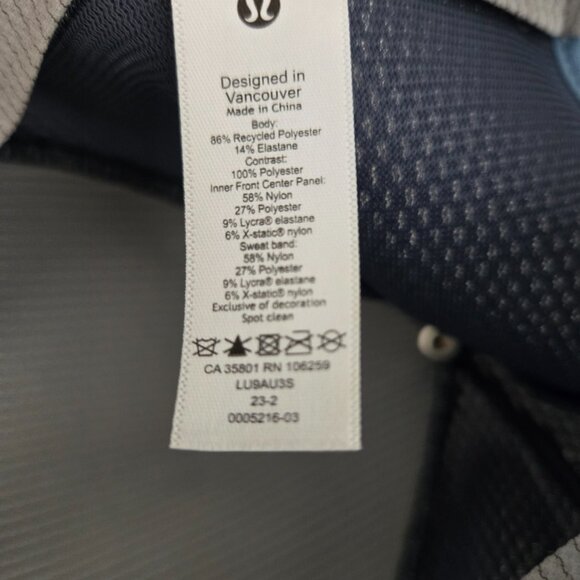 Designed in
Vancouver
Made in China
Body:
86% Recycled Polyester
14% Elastane
Contrast:
100% Polyester
Inner Front Center Panel:
58% Nylon
27% Polyester
9% Lycra® elastane
6% X-static® nylon
Sweat band:
58% Nylon
27% Polyester
9% Lycra® elastane
6% X-static® nylon
Exclusive of decoration
Spot clean
CA 35801 RN 106259
LU9AU3S
23-2
0005216-03